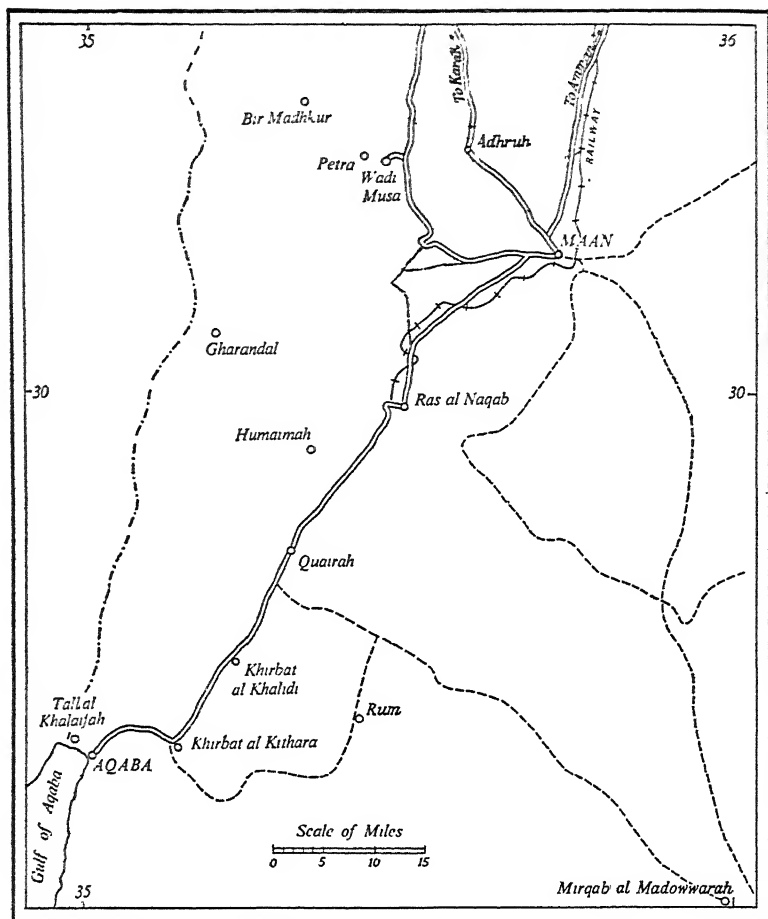 35
36
To Karak
To Amman
RAILWAY
Bir Madhkur
Adhruh
Petra
Wadi
Musa
MAAN
Gharandal
30
30
Ras al Naqab
Humaimah
Quairah
Khirbat
al Khalidi
Tall al
Khalaifah
Rum
Khirbat al Kithara
AQABA
Gulf of Aqaba
Scale of Miles
0
5
10
15
35
Mirqab al Madowwarah